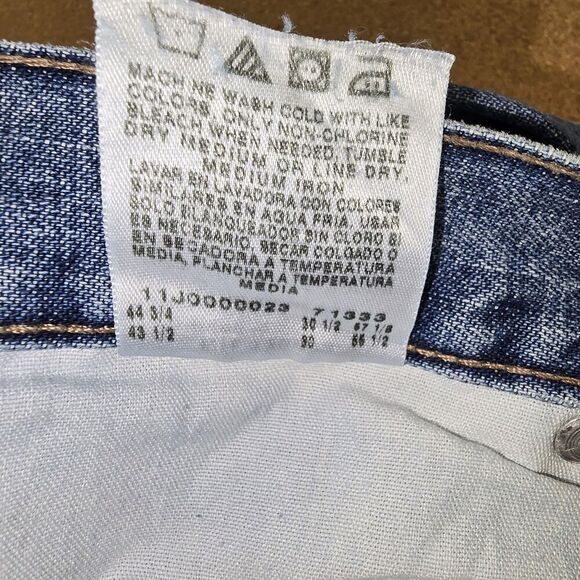 MACHINE WASH COLD WITH LIKE
COLORS, ONLY NON-CHLORINE
BLEACH WHEN NEEDED, TUMBLE
DRY MEDIUM OR LINE DRY,
MEDIUM IRON
LAVAR EN LAVADORA CON COLORES
SIMILARES EN AGUA FRIA, USAR
SOLO BLANQUEADOR SIN CLORO SI
ES NECESARIO, SECAR COLGADO O
EN SECADORA A TEMPERATURA
MEDIA, PLANCHAR A TEMPERATURA
MEDIA
11J0000023 71333
44 3/4 30 1/2 67 1/8
43 1/2 30 66 1/2